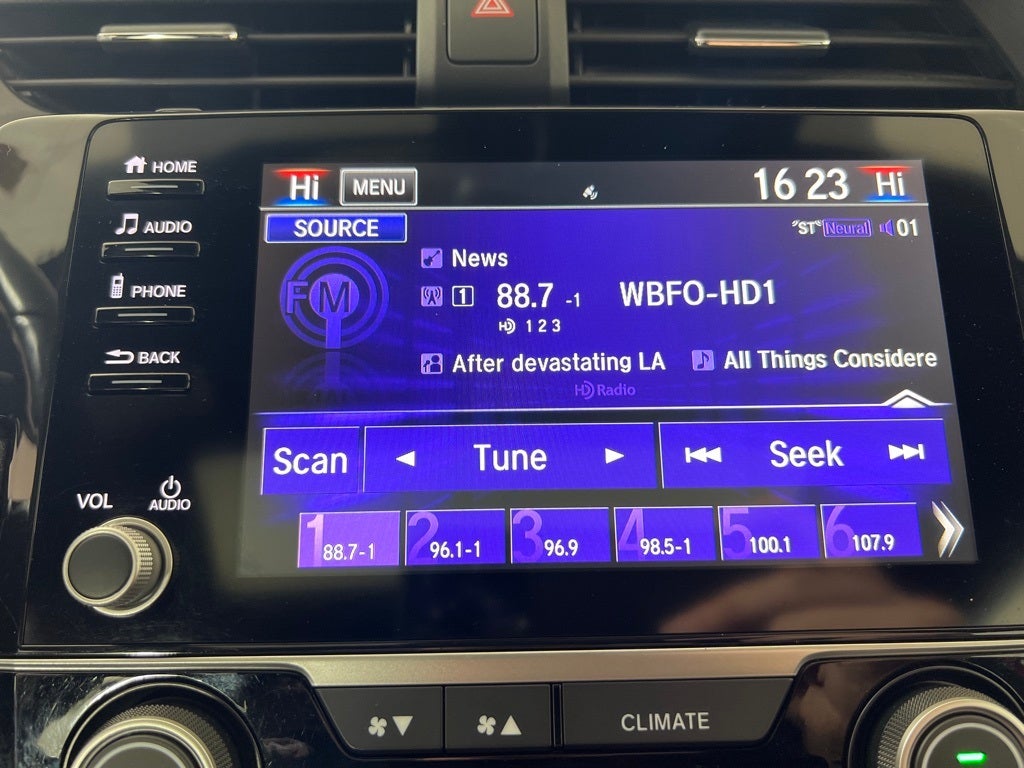 HOME
AUDIO
PHONE
BACK
VOL
AUDIO
Hi MENU 16 23 Hi
SOURCE "ST" Neural 01
FM
News
1 88.7 -1 WBFO-HD1
HD 1 2 3
After devastating LA All Things Considere
HD Radio
Scan Tune Seek
1 88.7-1 2 96.1-1 3 96.9 4 98.5-1 5 100.1 6 107.9
CLIMATE